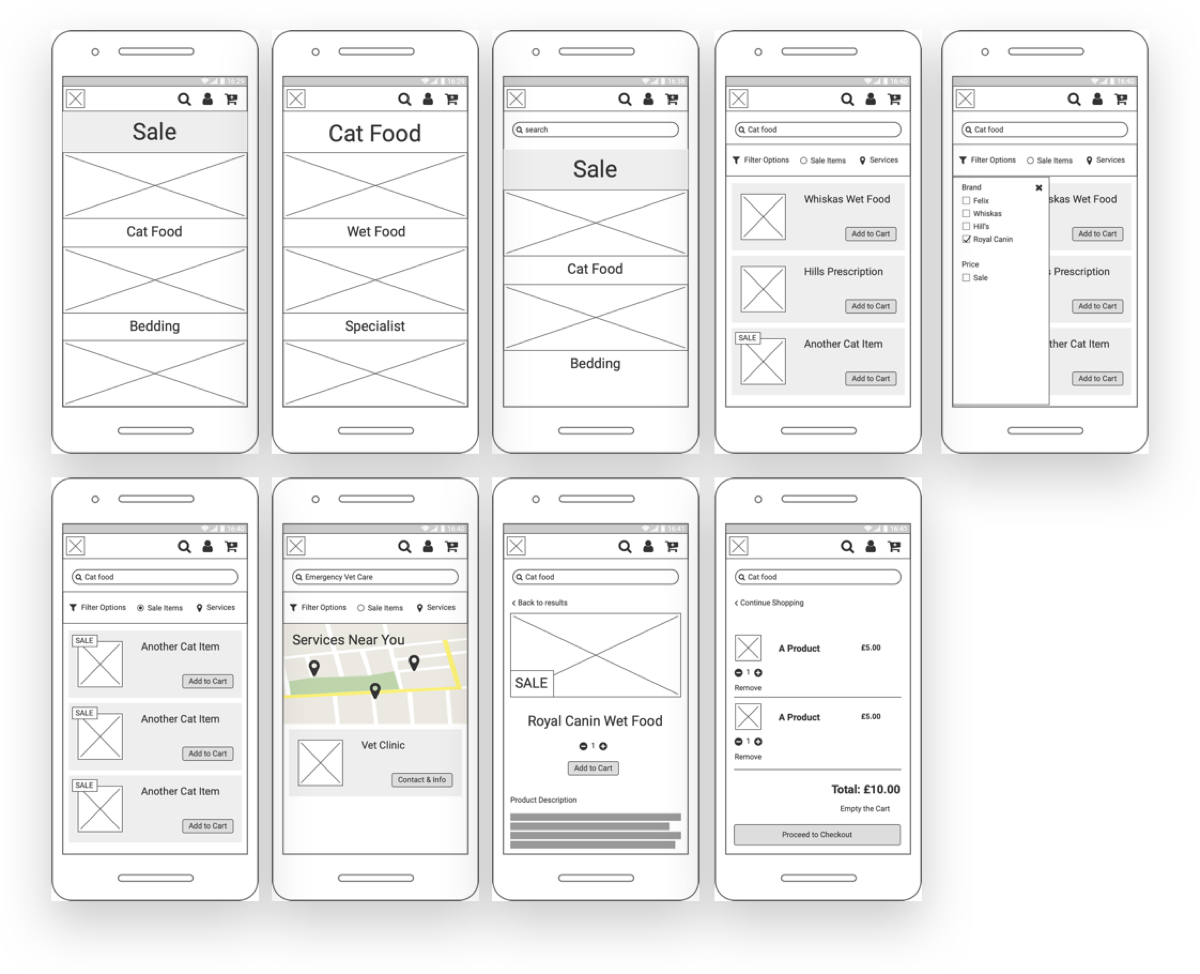 16:29
Sale
Cat Food
Bedding
16:29
Cat Food
Wet Food
Specialist
16:38
search
Sale
Cat Food
Bedding
16:40
Cat food
Filter Options Sale Items Services
Whiskas Wet Food
Add to Cart
Hills Prescription
Add to Cart
SALE
Another Cat Item
Add to Cart
16:40
Cat food
Filter Options Sale Items Services
Brand
Felix
Whiskas
Hill's
Royal Canin
Price
Sale
skas Wet Food
Add to Cart
s Prescription
Add to Cart
ther Cat Item
Add to Cart
16:40
Cat food
Filter Options Sale Items Services
SALE
Another Cat Item
Add to Cart
SALE
Another Cat Item
Add to Cart
SALE
Another Cat Item
Add to Cart
16:40
Emergency Vet Care
Filter Options Sale Items Services
Services Near You
Vet Clinic
Contact & Info
16:41
Cat food
Back to results
SALE
Royal Canin Wet Food
1
Add to Cart
Product Description
16:41
Cat food
Continue Shopping
A Product £5.00
1
Remove
A Product £5.00
1
Remove
Total: £10.00
Empty the Cart
Proceed to Checkout